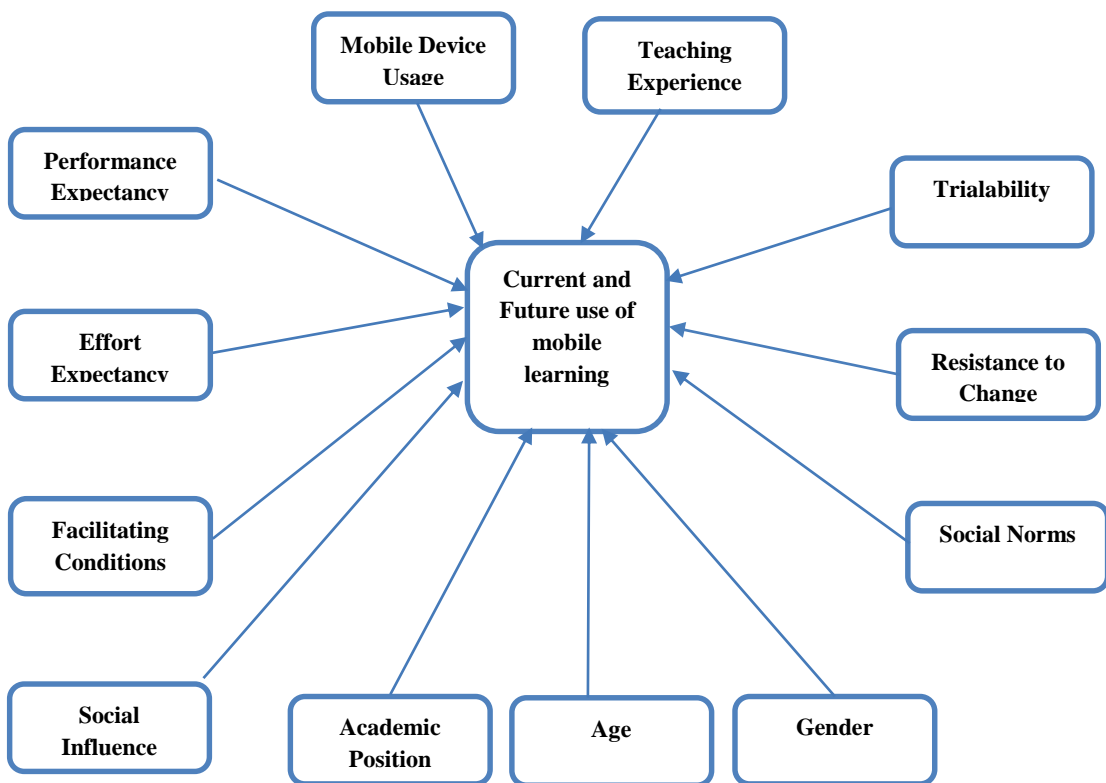 Mobile Device
Usage
Teaching
Experience
Performance
Expectancy
Trialability
Current and
Future use of
mobile
learning
Effort
Expectancy
Resistance to
Change
Facilitating
Conditions
Social Norms
Social
Influence
Academic
Position
Age
Gender